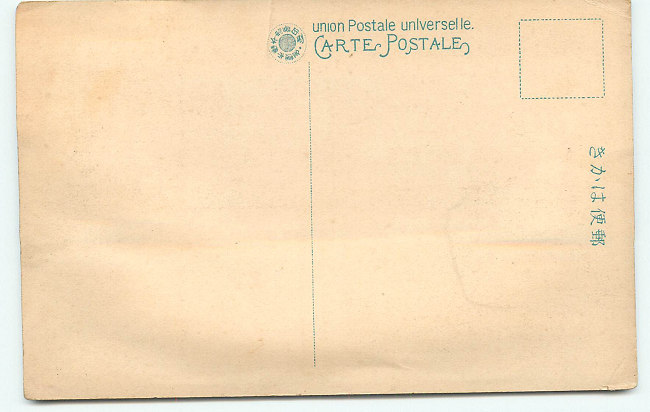 union Postale universelle.
CARTE POSTALE
きかは便郵